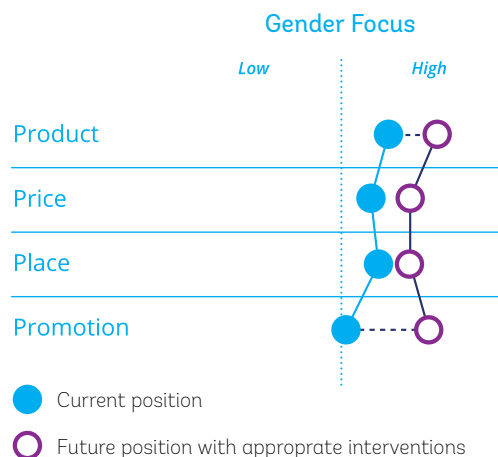 Gender Focus
Low High
Product
Price
Place
Promotion
Current position
Future position with approprate interventions